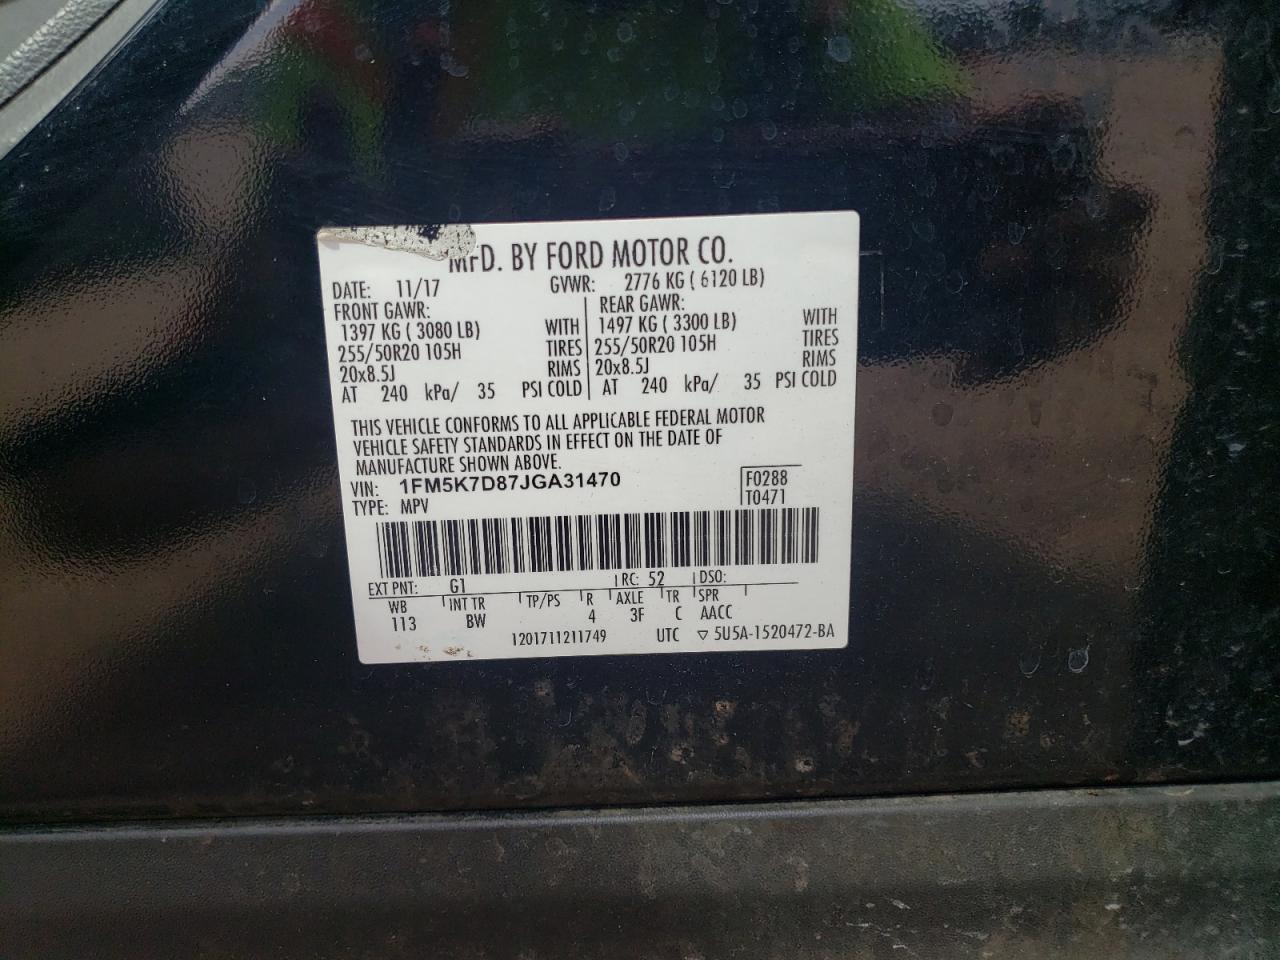 MFD. BY FORD MOTOR CO.
DATE: 11/17 GVWR: 2776 KG ( 6120 LB)
FRONT GAWR: REAR GAWR:
1397 KG ( 3080 LB) WITH 1497 KG ( 3300 LB) WITH
255/50R20 105H TIRES 255/50R20 105H TIRES
20x8.5J RIMS 20x8.5J RIMS
AT 240 kPa/ 35 PSI COLD AT 240 kPa/ 35 PSI COLD
THIS VEHICLE CONFORMS TO ALL APPLICABLE FEDERAL MOTOR
VEHICLE SAFETY STANDARDS IN EFFECT ON THE DATE OF
MANUFACTURE SHOWN ABOVE.
VIN: 1FM5K7D87JGA31470 F0288
TYPE: MPV T0471
EXT PNT: G1 RC: 52 DSO:
WB INT TR TP/PS R AXLE TR SPR
113 BW 4 3F C AACC
1201711211749 UTC ▽ 5U5A-1520472-BA